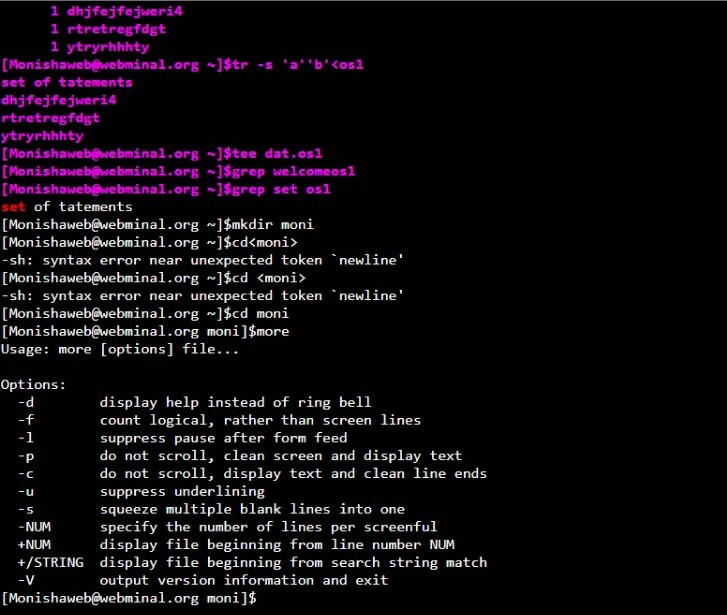 1 dhjfejfejweri4
1 rtretregfdgt
1 ytryrhhhty
[Monishaweb@webminal.org ~]$tr -s 'a''b'<os1
set of tatements
dhjfejfejweri4
rtretregfdgt
ytryrhhhty
[Monishaweb@webminal.org ~]$tee dat.os1
[Monishaweb@webminal.org ~]$grep welcomeos1
[Monishaweb@webminal.org ~]$grep set os1
set of tatements
[Monishaweb@webminal.org ~]$mkdir moni
[Monishaweb@webminal.org ~]$cd<moni>
-sh: syntax error near unexpected token `newline'
[Monishaweb@webminal.org ~]$cd <moni>
-sh: syntax error near unexpected token `newline'
[Monishaweb@webminal.org ~]$cd moni
[Monishaweb@webminal.org moni]$more
Usage: more [options] file...
Options:
-d display help instead of ring bell
-f count logical, rather than screen lines
-l suppress pause after form feed
-p do not scroll, clean screen and display text
-c do not scroll, display text and clean line ends
-u suppress underlining
-s squeeze multiple blank lines into one
-NUM specify the number of lines per screenful
+NUM display file beginning from line number NUM
+/STRING display file beginning from search string match
-V output version information and exit
[Monishaweb@webminal.org moni]$